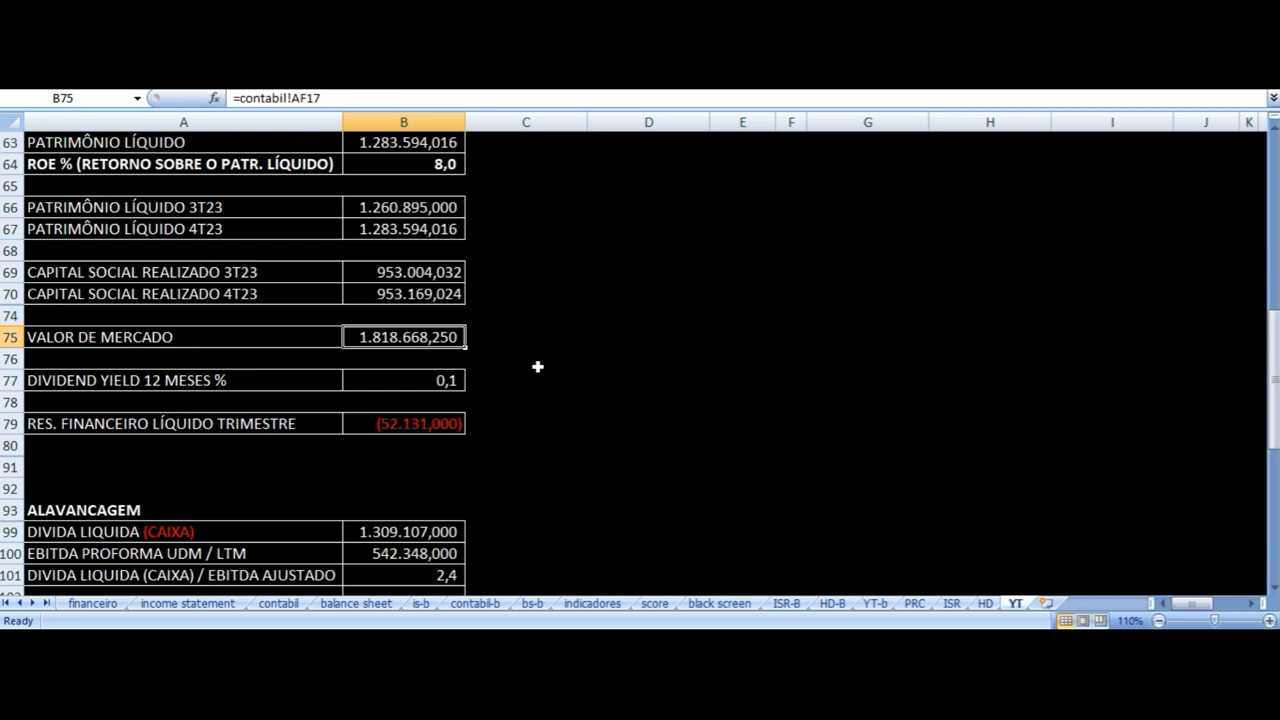 B75 fx =contabil!AF17
A B C D E F G H I J K
63 PATRIMÔNIO LÍQUIDO 1.283.594,016
64 ROE % (RETORNO SOBRE O PATR. LÍQUIDO) 8,0
65
66 PATRIMÔNIO LÍQUIDO 3T23 1.260.895,000
67 PATRIMÔNIO LÍQUIDO 4T23 1.283.594,016
68
69 CAPITAL SOCIAL REALIZADO 3T23 953.004,032
70 CAPITAL SOCIAL REALIZADO 4T23 953.169,024
74
75 VALOR DE MERCADO 1.818.668,250
76
77 DIVIDEND YIELD 12 MESES % 0,1
78
79 RES. FINANCEIRO LÍQUIDO TRIMESTRE (52.131,000)
80
91
92
93 ALAVANCAGEM
99 DIVIDA LIQUIDA (CAIXA) 1.309.107,000
100 EBITDA PROFORMA UDM / LTM 542.348,000
101 DIVIDA LIQUIDA (CAIXA) / EBITDA AJUSTADO 2,4
financeiro income statement contabil balance sheet is-b contabil-b bs-b indicadores score black screen ISR-B HD-B YT-b PRC ISR HD YT
Ready 110%